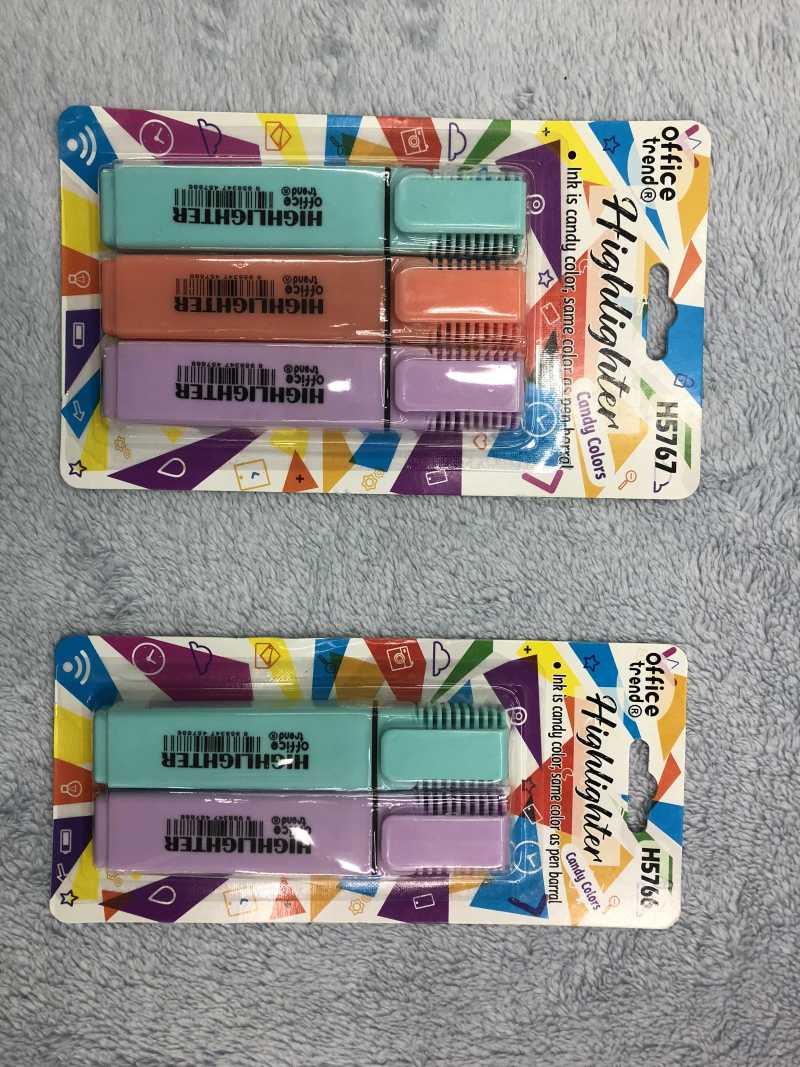 office
trend®
H5767
Highlighter
Candy Colors
• Ink is candy color, same color as pen barral
office
trend®
HIGHLIGHTER
office
trend®
HIGHLIGHTER
office
trend®
HIGHLIGHTER
office
trend®
H5766
Highlighter
Candy Colors
• Ink is candy color, same color as pen barral
office
trend®
HIGHLIGHTER
office
trend®
HIGHLIGHTER